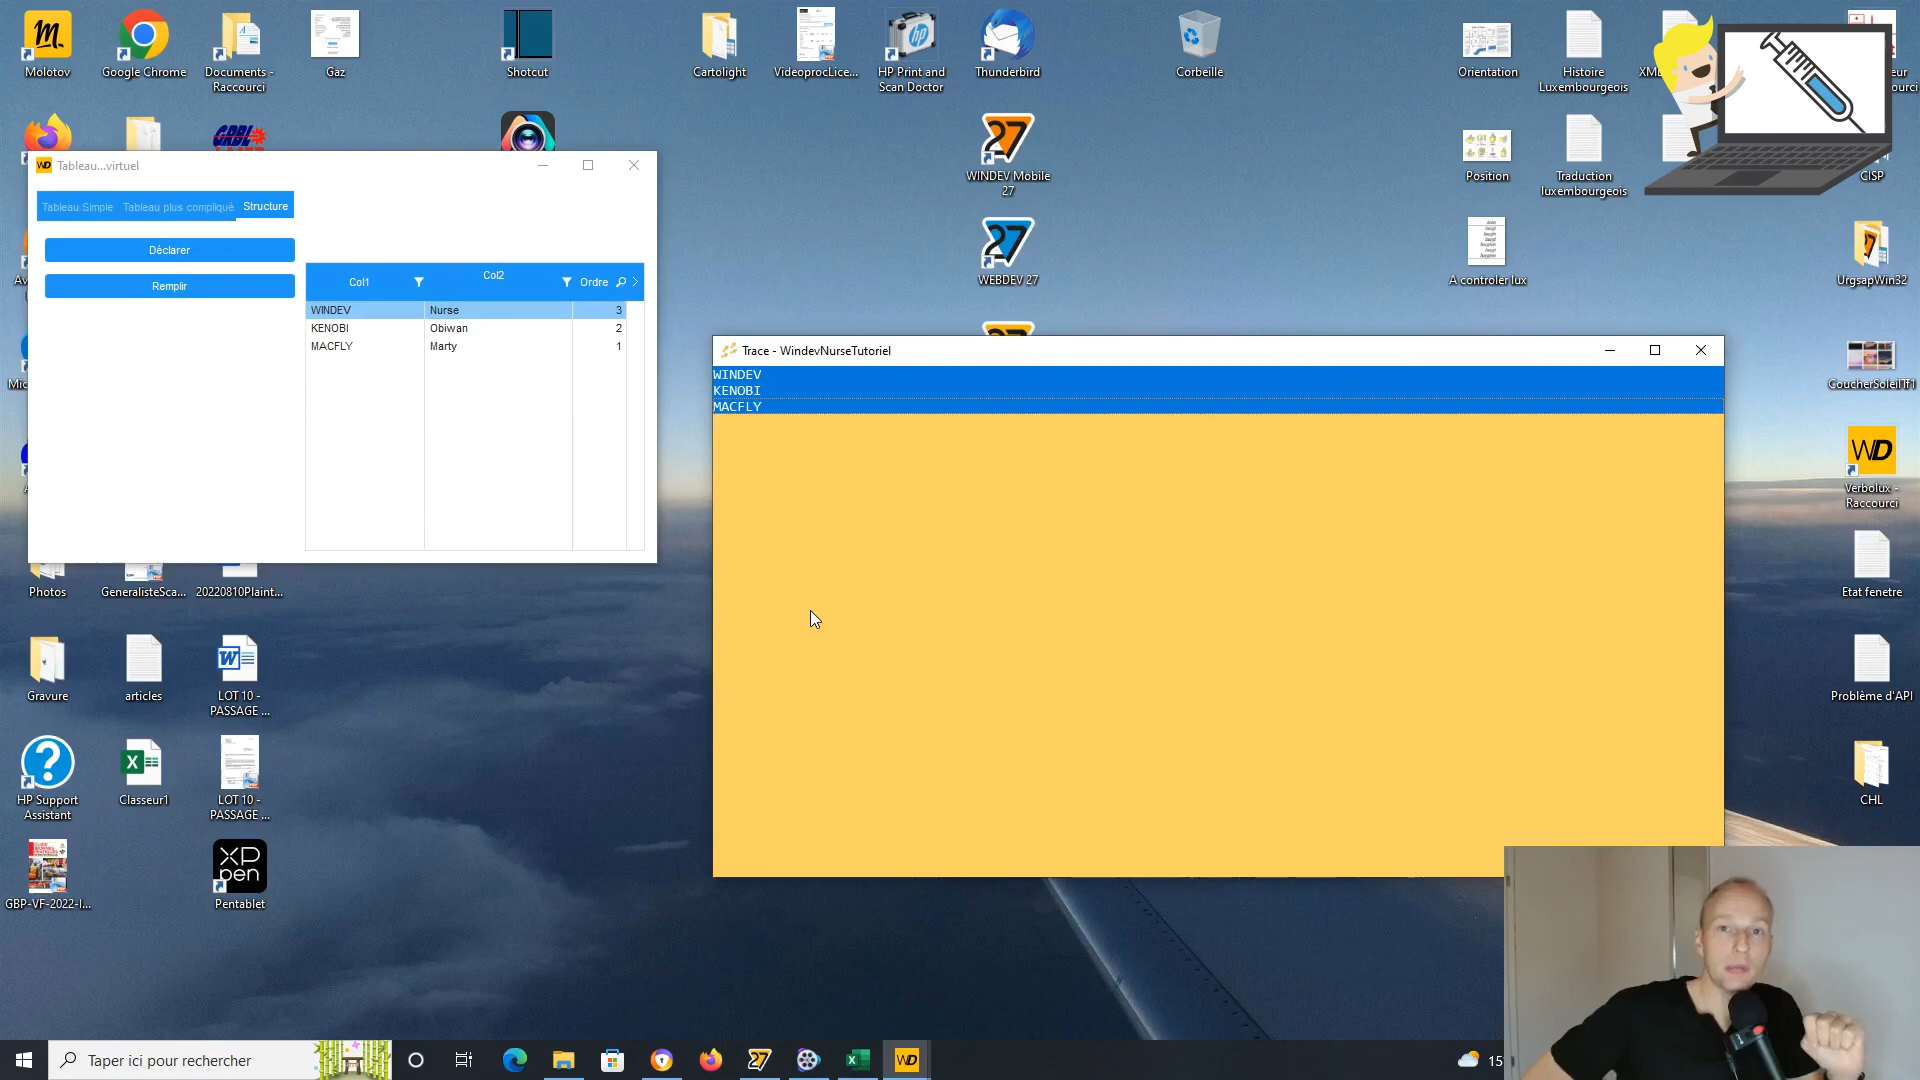 Molotov
Google Chrome
Documents -
Raccourci
Gaz
Shotcut
Cartolight
VideoprocLice...
HP Print and
Scan Doctor
Thunderbird
Corbeille
Orientation
Histoire
Luxembourgeois
WINDEV Mobile
27
Position
Traduction
luxembourgeois
CISP
WEBDEV 27
A controler lux
UrgsapWin32
CoucherSoleilTf1
Verbolux -
Raccourci
Etat fenetre
Problème d'API
CHL
Tableau...virtuel
Tableau Simple
Tableau plus compliqué
Structure
Déclarer
Remplir
Col1
Col2
Ordre
WINDEV Nurse 3
KENOBI Obiwan 2
MACFLY Marty 1
Trace - WindevNurseTutoriel
WINDEV
KENOBI
MACFLY
Photos
GeneralisteSca...
20220810Plaint...
Gravure
articles
LOT 10 -
PASSAGE ...
HP Support
Assistant
Classeur1
LOT 10 -
PASSAGE ...
GBP-VF-2022-I...
XP
pen
Pentablet
Taper ici pour rechercher
15